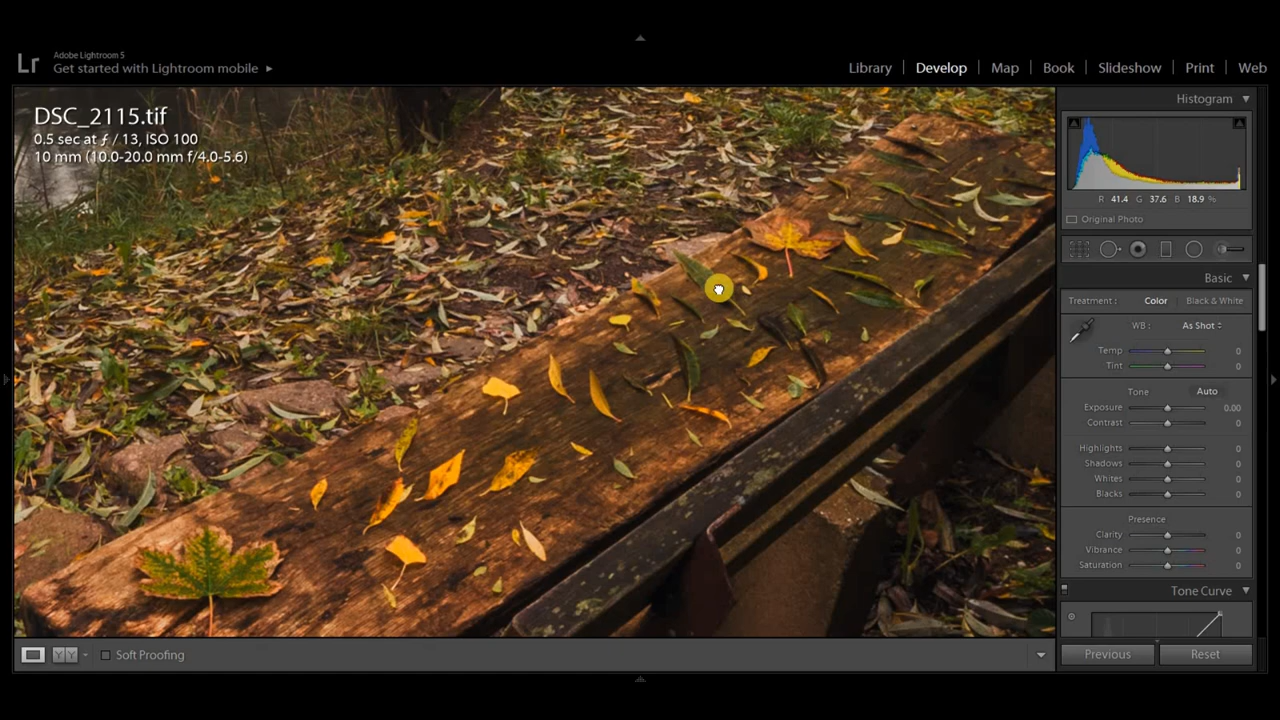 Lr
Adobe Lightroom 5
Get started with Lightroom mobile ►
Library | Develop | Map | Book | Slideshow | Print | Web
DSC_2115.tif
0.5 sec at ƒ / 13, ISO 100
10 mm (10.0-20.0 mm f/4.0-5.6)
Histogram
R 41.4 G 37.6 B 18.9 %
Original Photo
Basic
Treatment : Color Black & White
WB : As Shot
Temp 0
Tint 0
Tone Auto
Exposure 0.00
Contrast 0
Highlights 0
Shadows 0
Whites 0
Blacks 0
Presence
Clarity 0
Vibrance 0
Saturation 0
Tone Curve
Y Y Soft Proofing
Previous Reset